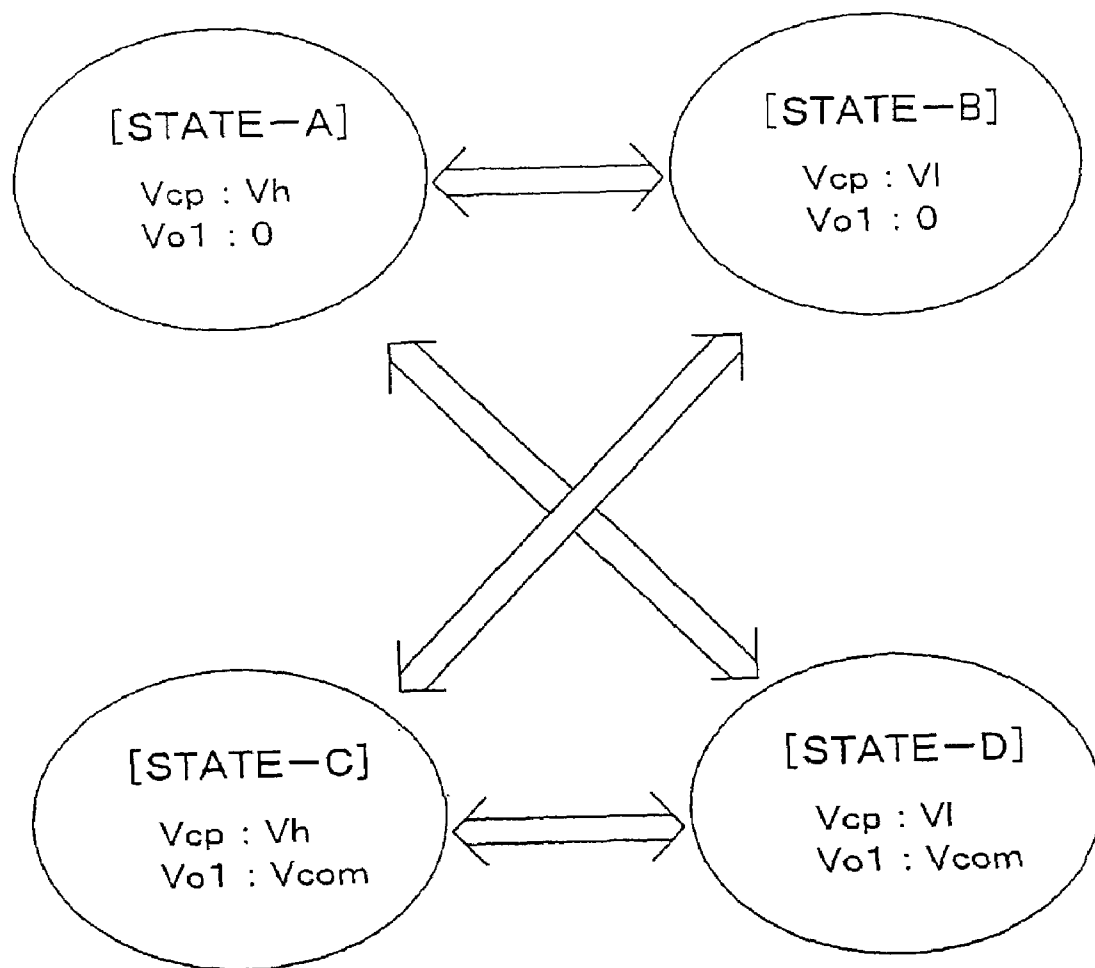 [STATE-A]
Vcp : Vh
Vo1 : 0
[STATE-B]
Vcp : Vl
Vo1 : 0
[STATE-C]
Vcp : Vh
Vo1 : Vcom
[STATE-D]
Vcp : Vl
Vo1 : Vcom